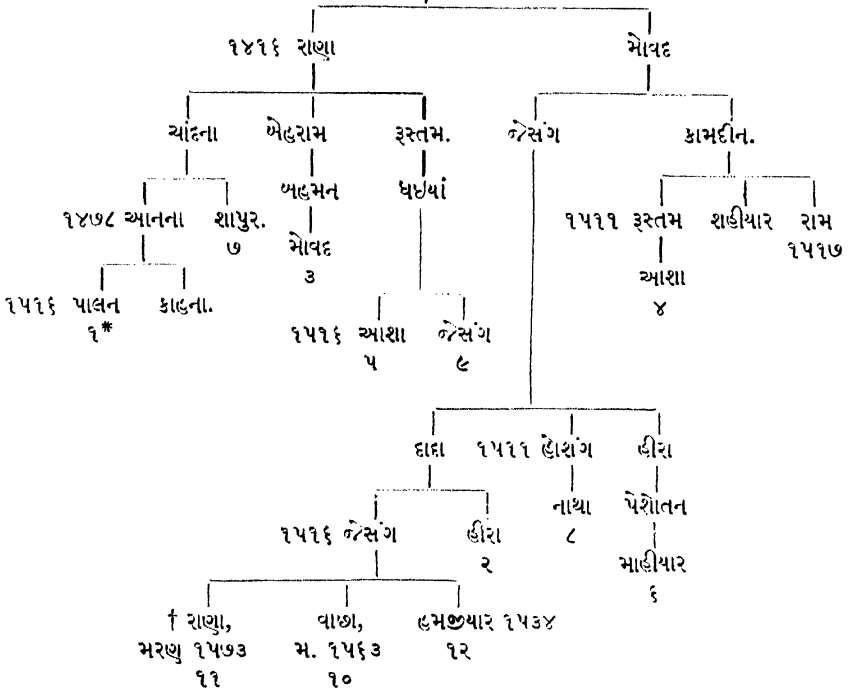 ૧૪૧૬ રાણા મોવદ
ચાંદના બેહરામ રૂસ્તમ. જેસંગ કામદીન.
બહમન ધઇયાં
૧૪૭૮ આનના શાપુર. ૧૫૧૧ રૂસ્તમ શહીયાર રામ
૭ મોવદ ૧૫૧૭
૩ આશા
૧૫૧૬ પાલન કાહના. ૪
૧* ૧૫૧૬ આશા જેસંગ
૫ ૯
દાદા ૧૫૧૧ હોશંગ હીરા
નાથા પેશોતન
૧૫૧૬ જેસંગ હીરા ૮
૨ માહીયાર
૬
† રાણા, વાછા, હમજીયાર ૧૫૩૪
મરણ ૧૫૭૩ મ. ૧૫૬૩ ૧૨
૧૧ ૧૦